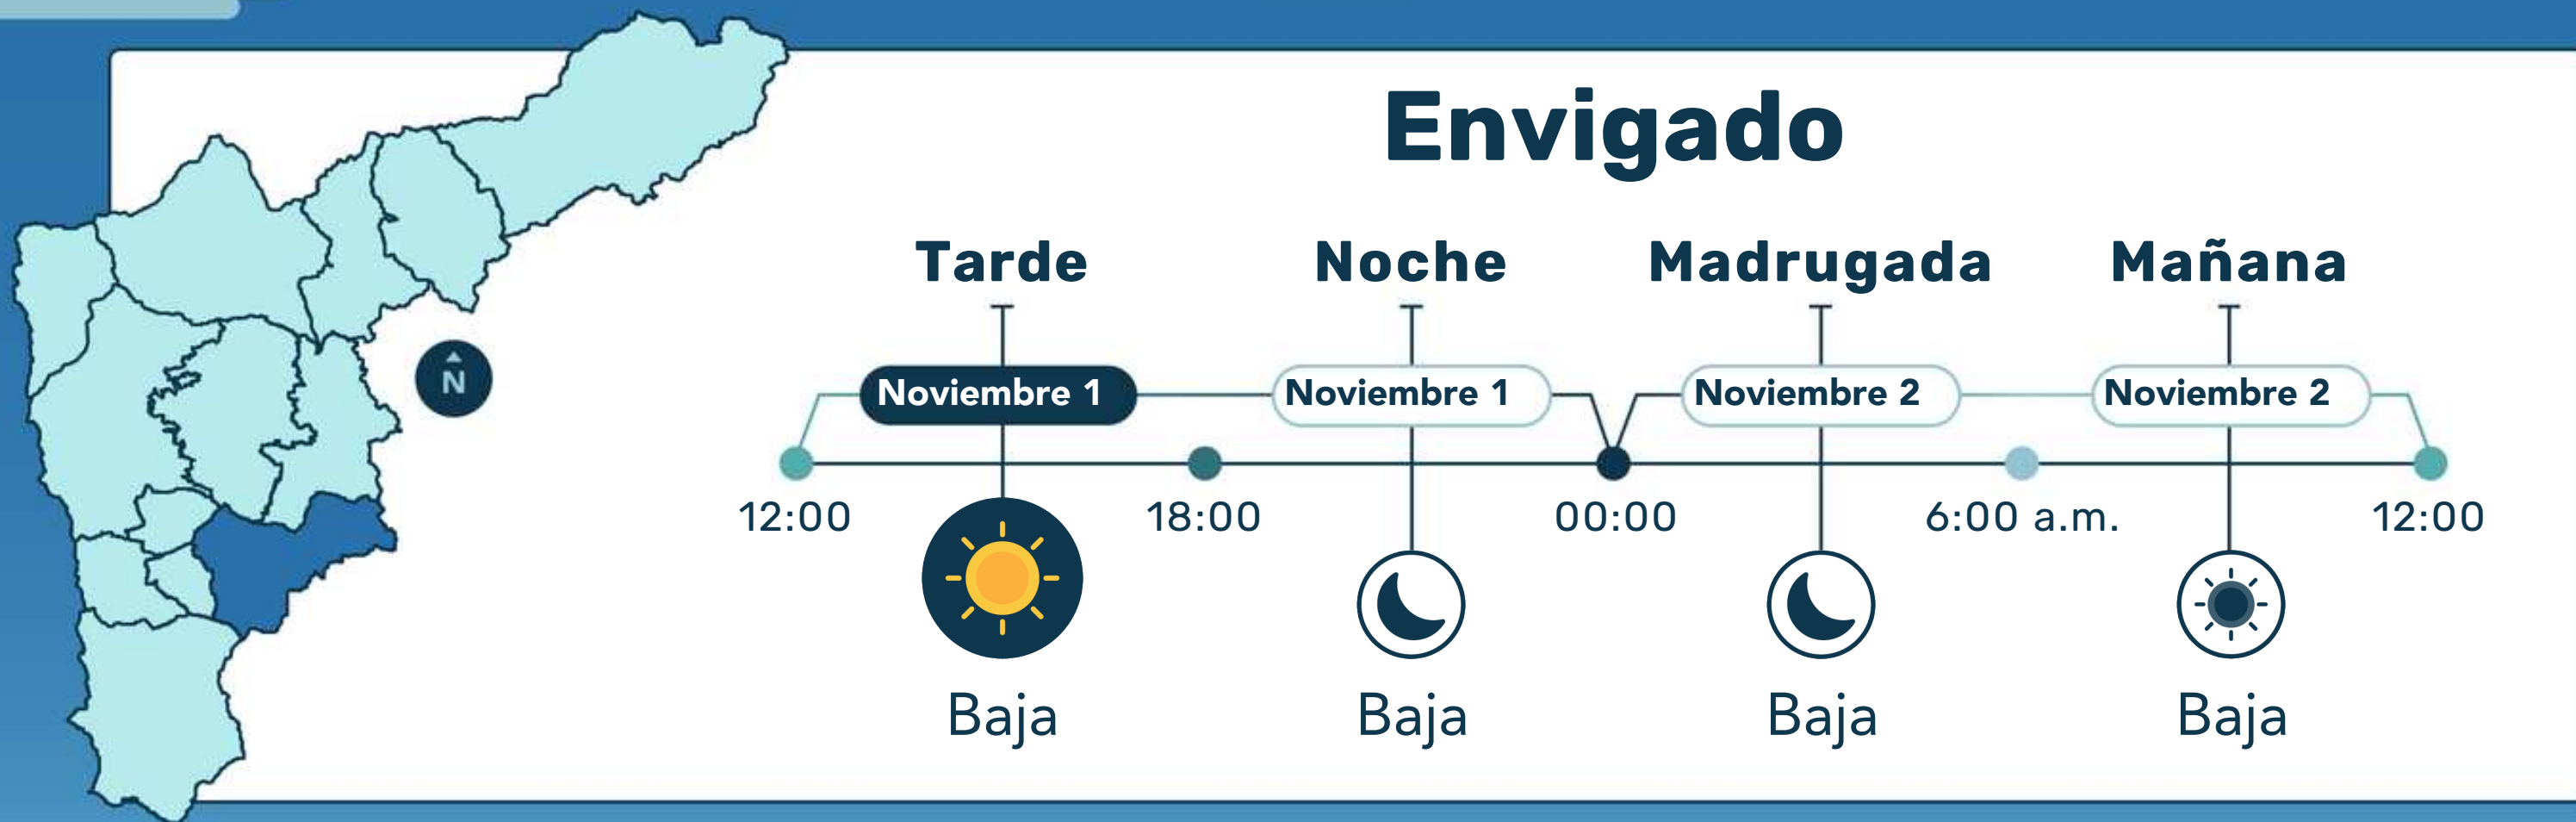 Envigado
Tarde Noche Madrugada Mañana
Noviembre 1 Noviembre 1 Noviembre 2 Noviembre 2
N
12:00 18:00 00:00 6:00 a.m. 12:00
Baja Baja Baja Baja